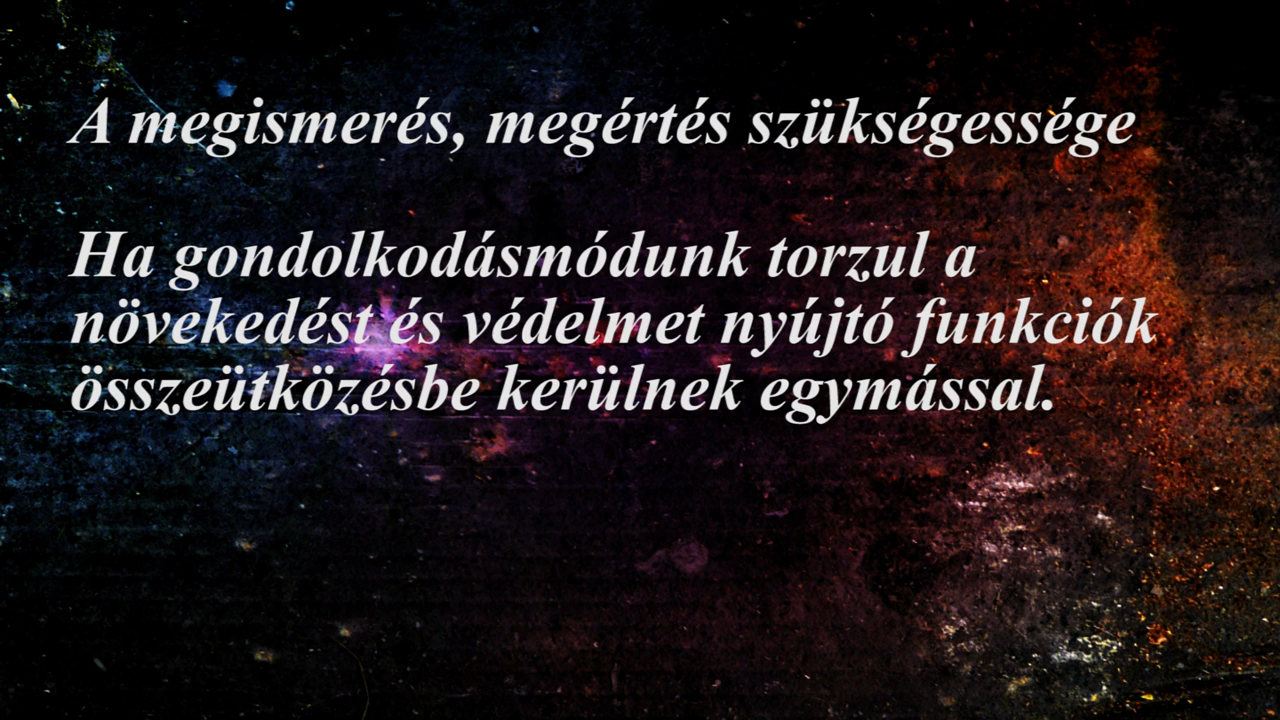 A megismerés, megértés szükségessége
Ha gondolkodásmódunk torzul a
növekedést és védelmet nyújtó funkciók
összeütközésbe kerülnek egymással.